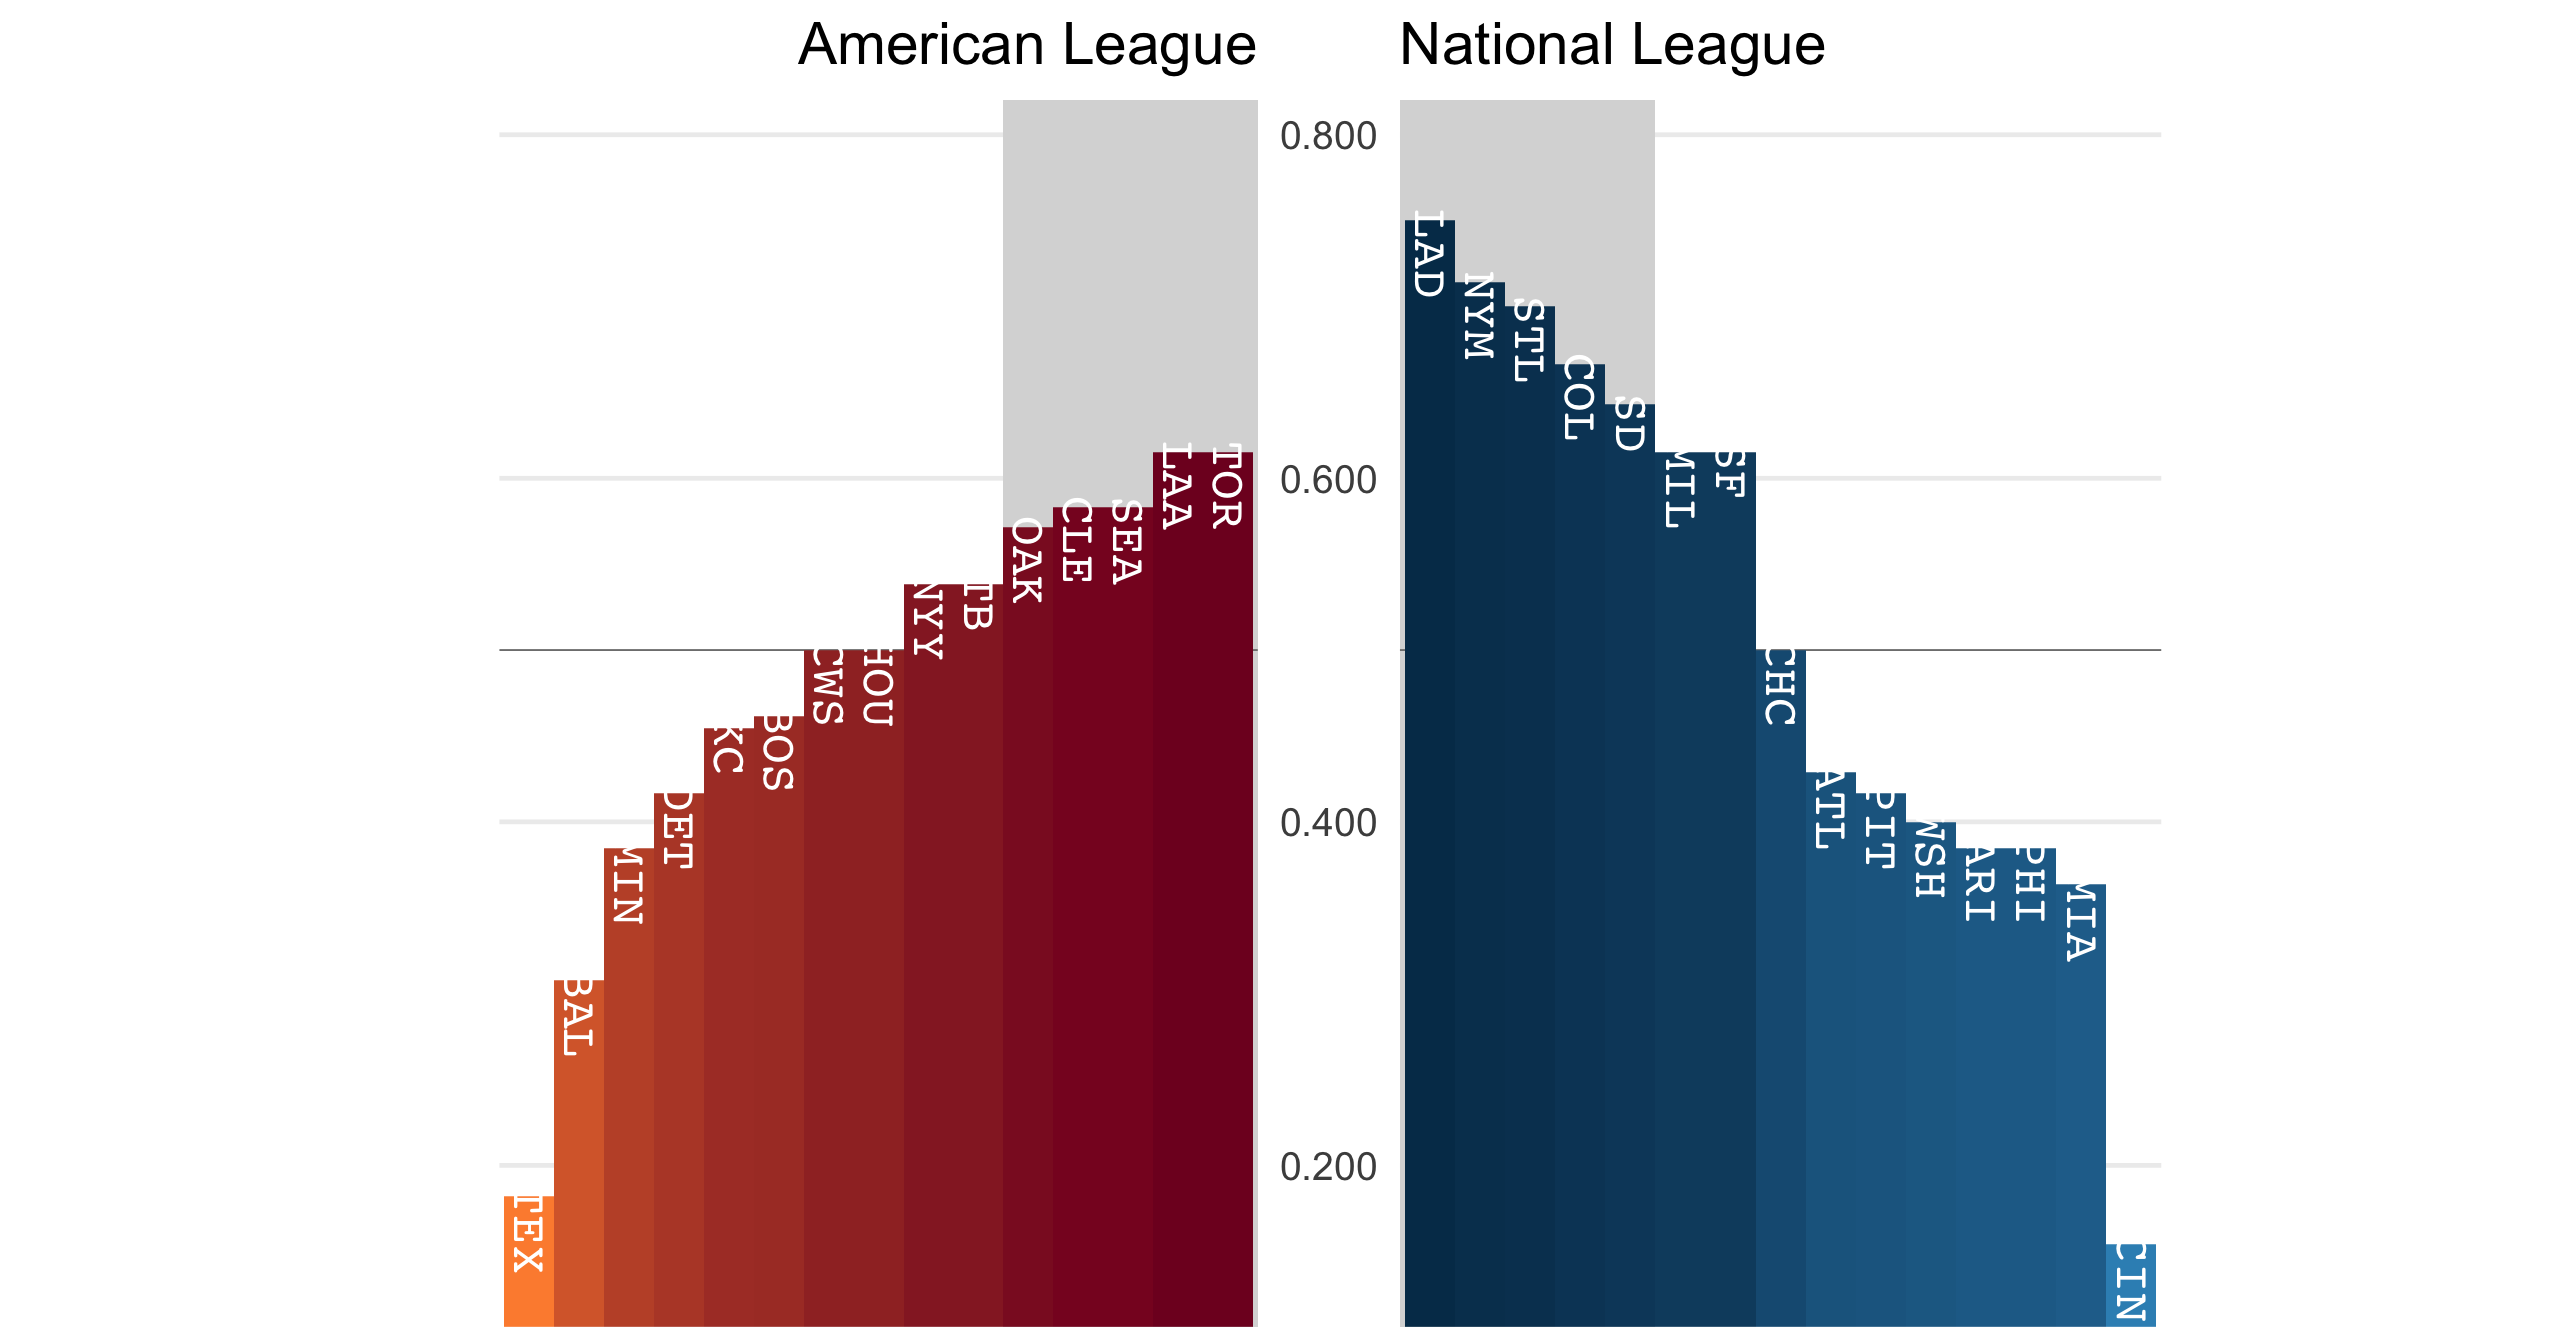 American League
National League
0.800
0.600
0.400
0.200
TEX
BAL
MIN
DET
KC
BOS
CWS
HOU
NYY
TB
OAK
CLE
SEA
LAA
TOR
LAD
NYM
STL
COL
SD
MIL
SF
CHC
ATL
PIT
WSH
ARI
PHI
MIA
CIN